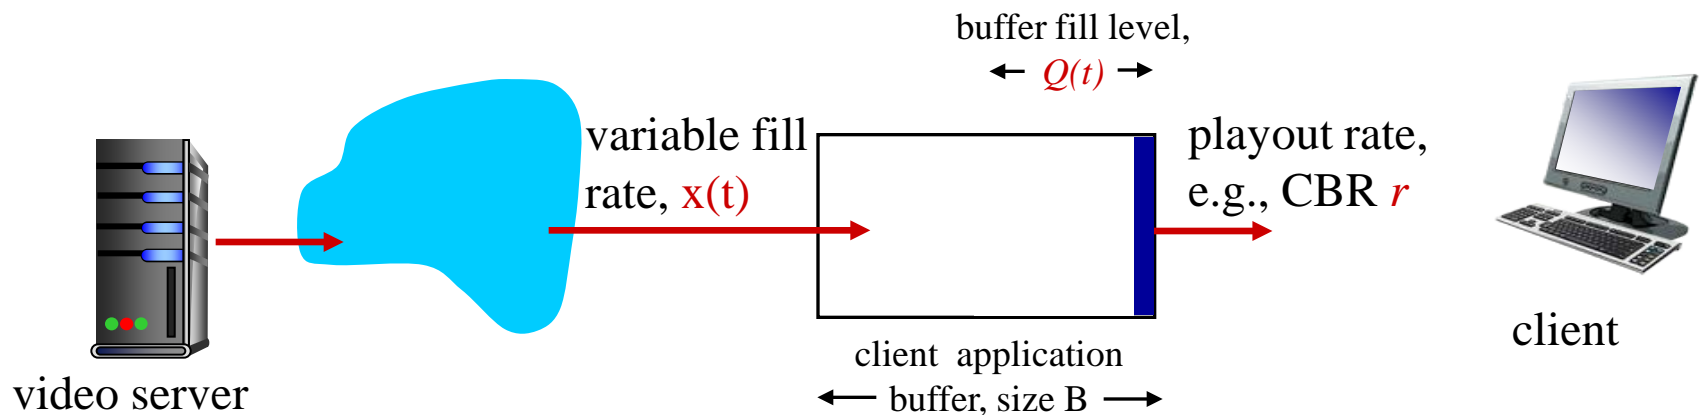 buffer fill level,
Q(t)
variable fill
rate, x(t)
playout rate,
e.g., CBR r
client application
buffer, size B
video server
client